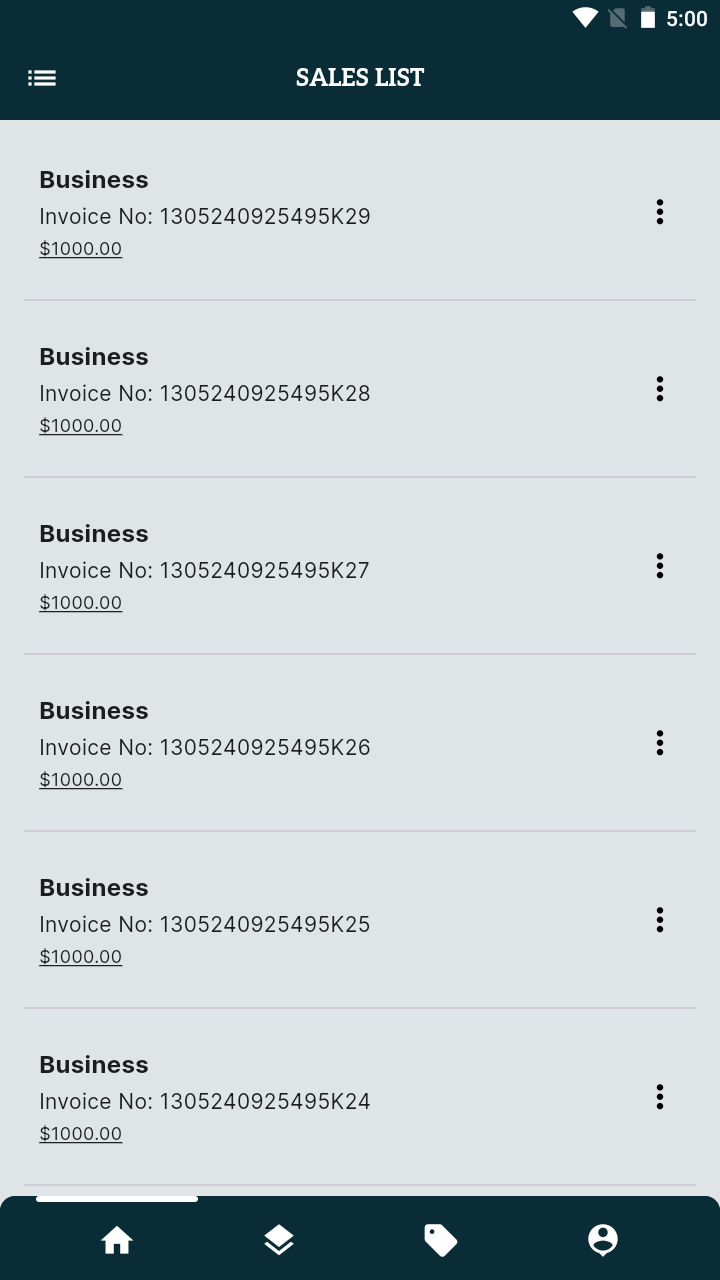 5:00
SALES LIST
Business
Invoice No: 1305240925495K29
$1000.00
Business
Invoice No: 1305240925495K28
$1000.00
Business
Invoice No: 1305240925495K27
$1000.00
Business
Invoice No: 1305240925495K26
$1000.00
Business
Invoice No: 1305240925495K25
$1000.00
Business
Invoice No: 1305240925495K24
$1000.00